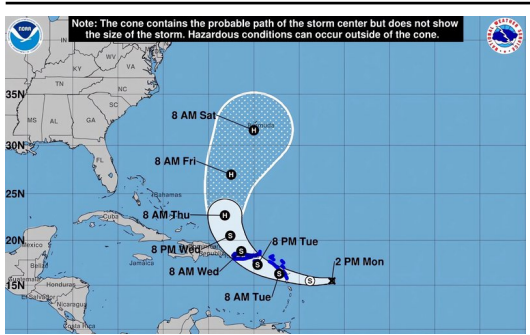 Note: The cone contains the probable path of the storm center but does not show
the size of the storm. Hazardous conditions can occur outside of the cone.
NOAA
IN
WV
KY
VA
TN
NC
35N
SC
MS
AL
GA
8 AM Sat
Bermuda
30N
FL
8 AM Fri
H
25N
Bahamas
8 AM Thu
Cuba
20N
Mexico
8 PM Wed
8 PM Tue
Republic
Jamaica
8 AM Wed
S
2 PM Mon
15N
Honduras
8 AM Tue
El Salvador
Nicaragua
Costa Rica